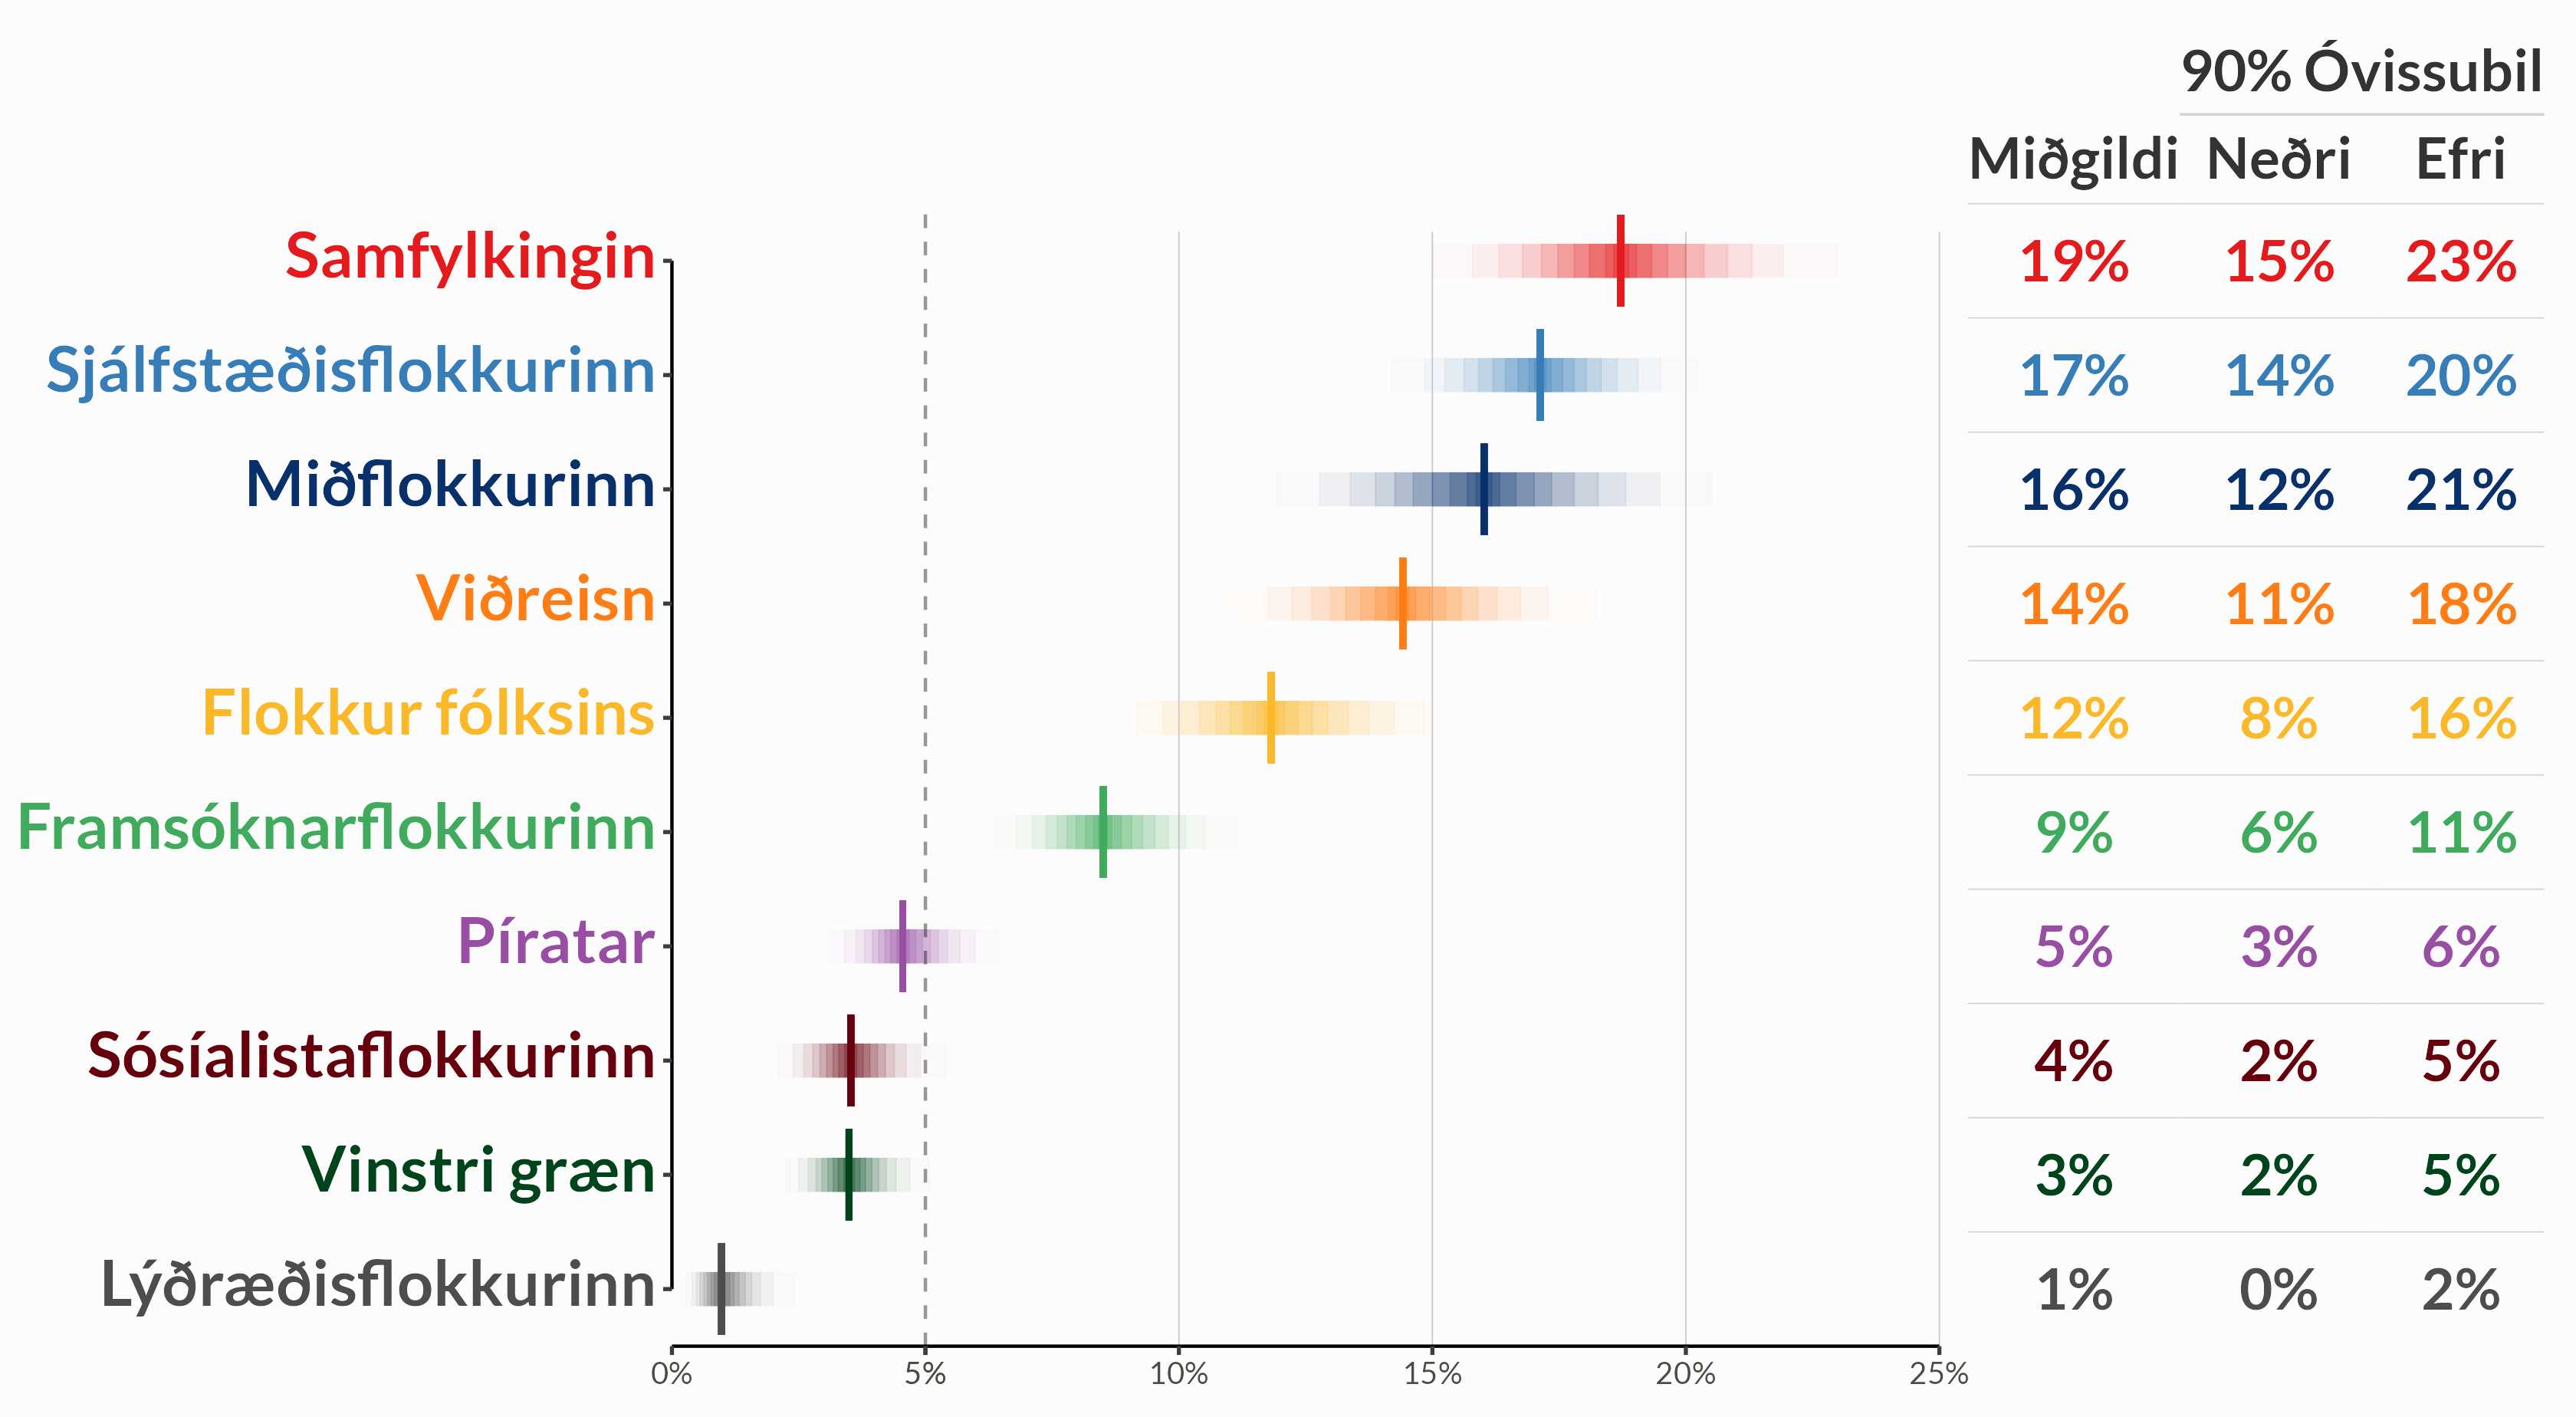 90% Óvissubil
Miðgildi Neðri Efri
Samfylkingin 19% 15% 23%
Sjálfstæðisflokkurinn 17% 14% 20%
Miðflokkurinn 16% 12% 21%
Viðreisn 14% 11% 18%
Flokkur fólksins 12% 8% 16%
Framsóknarflokkurinn 9% 6% 11%
Píratar 5% 3% 6%
Sósíalistaflokkurinn 4% 2% 5%
Vinstri græn 3% 2% 5%
Lýðræðisflokkurinn 1% 0% 2%
0% 5% 10% 15% 20% 25%